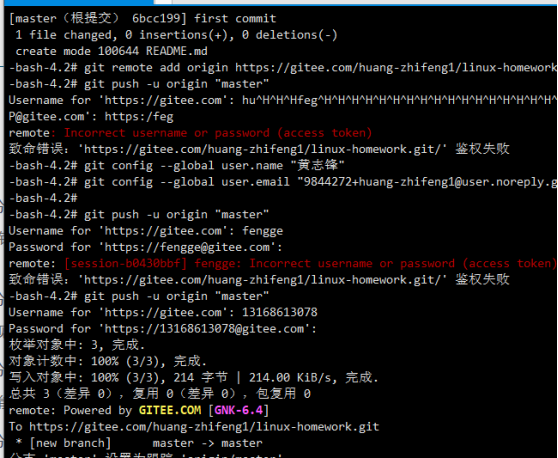 [master（根提交） 6bcc199] first commit
 1 file changed, 0 insertions(+), 0 deletions(-)
 create mode 100644 README.md
-bash-4.2# git remote add origin https://gitee.com/huang-zhifeng1/linux-homework
-bash-4.2# git push -u origin "master"
Username for 'https://gitee.com': hu^H^H^Hfeg^H^H^H^H^H^H^H^H^H^H^H^H^H^H^H^H^H
P@gitee.com': https:/feg
remote: Incorrect username or password (access token)
致命错误：'https://gitee.com/huang-zhifeng1/linux-homework.git/' 鉴权失败
-bash-4.2# git config --global user.name "黄志锋"
-bash-4.2# git config --global user.email "9844272+huang-zhifeng1@user.noreply.g
-bash-4.2#
-bash-4.2# git push -u origin "master"
Username for 'https://gitee.com': fengge
Password for 'https://fengge@gitee.com':
remote: [session-b0430bbf] fengge: Incorrect username or password (access token)
致命错误：'https://gitee.com/huang-zhifeng1/linux-homework.git/' 鉴权失败
-bash-4.2# git push -u origin "master"
Username for 'https://gitee.com': 13168613078
Password for 'https://13168613078@gitee.com':
枚举对象中: 3, 完成.
对象计数中: 100% (3/3), 完成.
写入对象中: 100% (3/3), 214 字节 | 214.00 KiB/s, 完成.
总共 3（差异 0），复用 0（差异 0），包复用 0
remote: Powered by GITEE.COM [GNK-6.4]
To https://gitee.com/huang-zhifeng1/linux-homework.git
 * [new branch]      master -> master
分支 'master' 设置为跟踪 'origin/master'